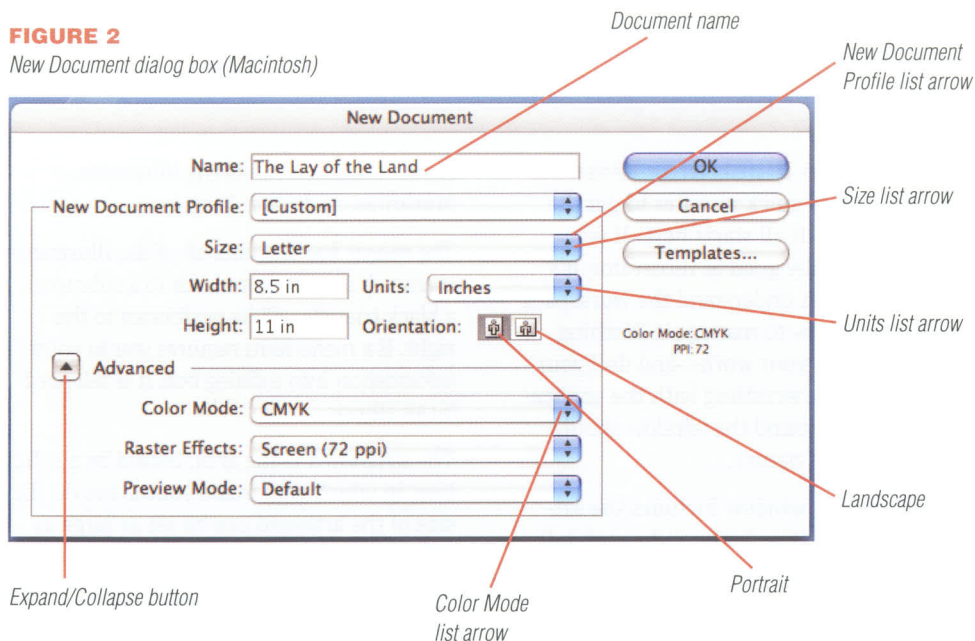 FIGURE 2
New Document dialog box (Macintosh)
Document name
New Document
Profile list arrow
New Document
Name: The Lay of the Land
OK
New Document Profile: [Custom]
Cancel
Size list arrow
Size: Letter
Templates...
Width: 8.5 in Units: Inches
Units list arrow
Height: 11 in Orientation:
Color Mode:CMYK
PPI:72
Advanced
Color Mode: CMYK
Raster Effects: Screen (72 ppi)
Landscape
Preview Mode: Default
Expand/Collapse button
Color Mode
list arrow
Portrait